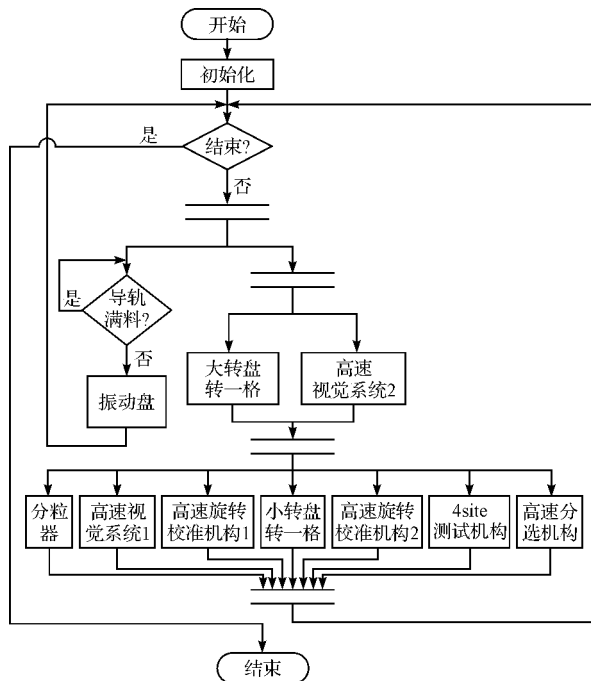 开始
初始化
是
结束?
否
是
导轨
满料?
否
振动盘
大转盘
转一格
高速
视觉系统2
分粒
器
高速视
觉系统1
高速旋转
校准机构1
小转盘
转一格
高速旋转
校准机构2
4site
测试机构
高速分
选机构
结束